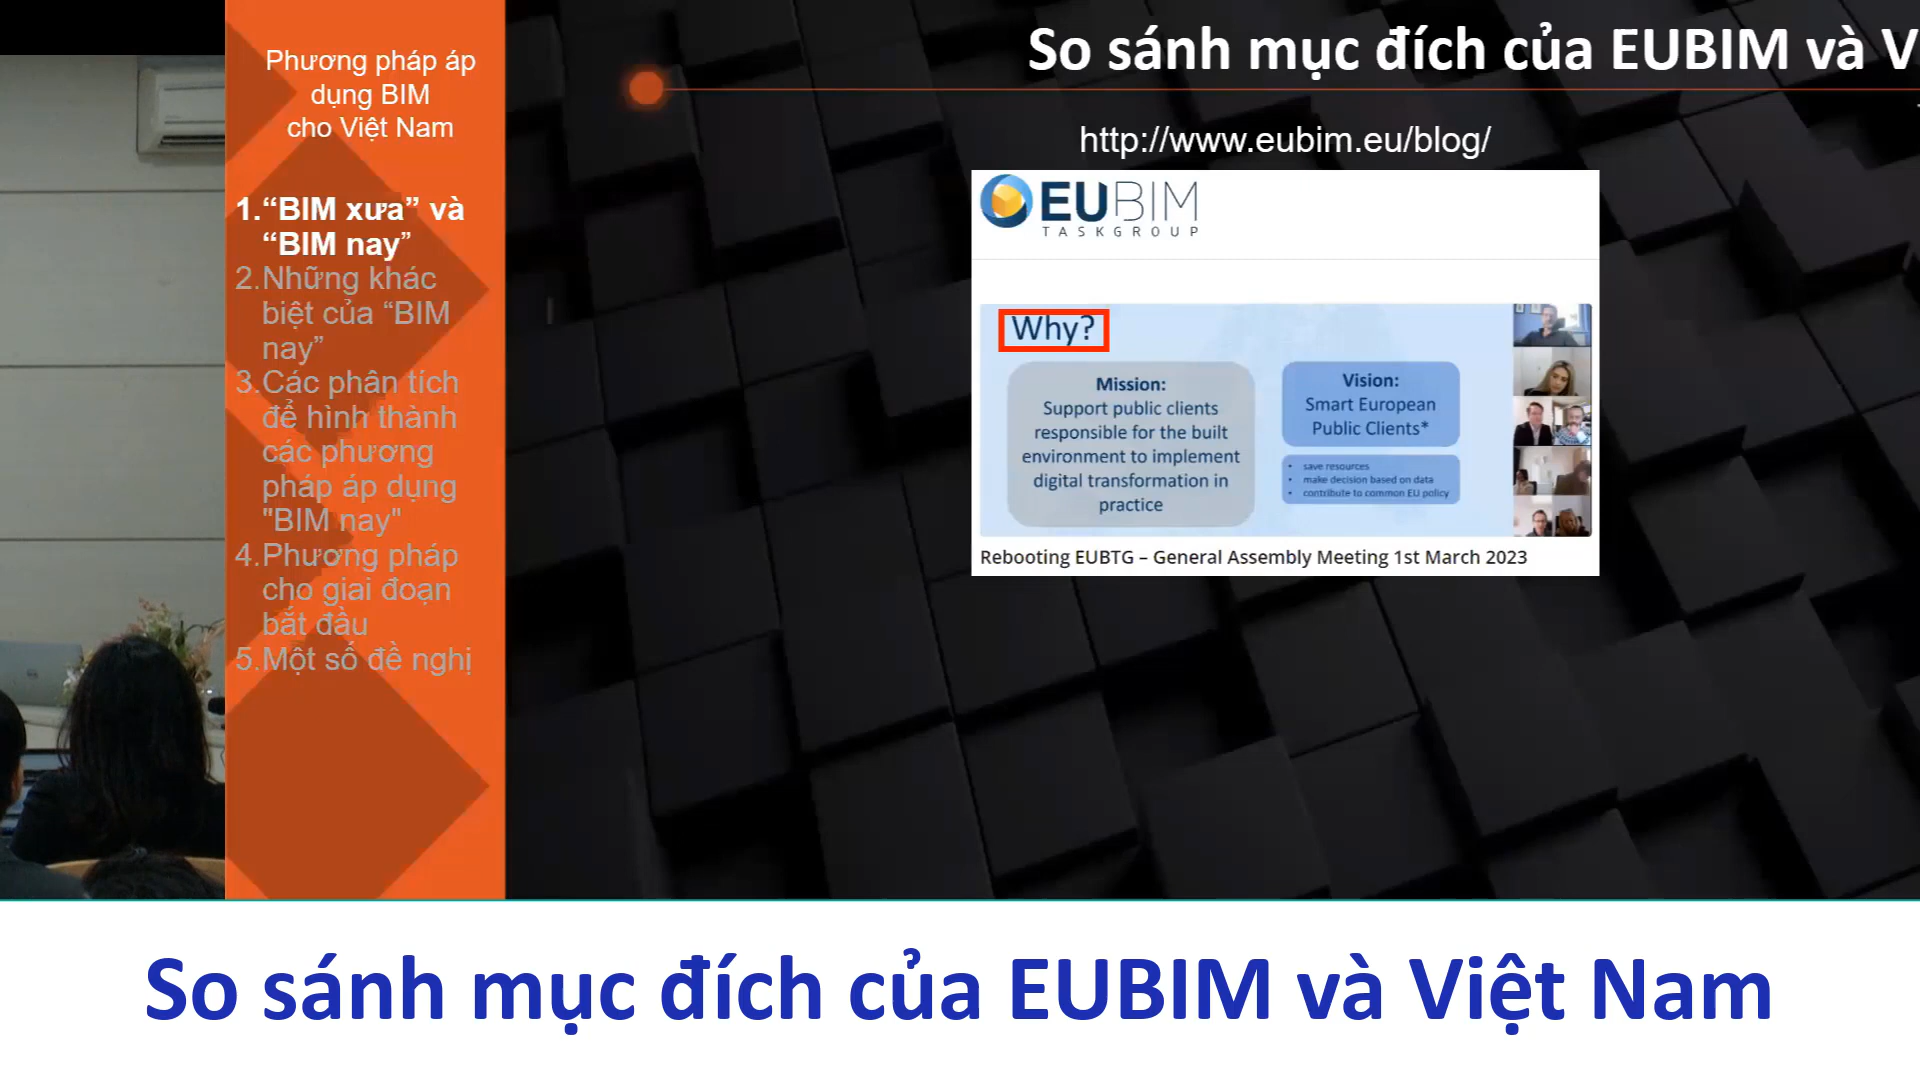 Phương pháp áp
dụng BIM
cho Việt Nam
1.“BIM xưa” và
“BIM nay”
2.Những khác
biệt của “BIM
nay”
3.Các phân tích
để hình thành
các phương
pháp áp dụng
"BIM nay"
4.Phương pháp
cho giai đoạn
bắt đầu
5.Một số đề nghị
So sánh mục đích của EUBIM và V
http://www.eubim.eu/blog/
EUBIM
TASKGROUP
Why?
Mission:
Support public clients
responsible for the built
environment to implement
digital transformation in
practice
Vision:
Smart European
Public Clients*
• save resources
• make decision based on data
• contribute to common EU policy
Rebooting EUBTG – General Assembly Meeting 1st March 2023
So sánh mục đích của EUBIM và Việt Nam